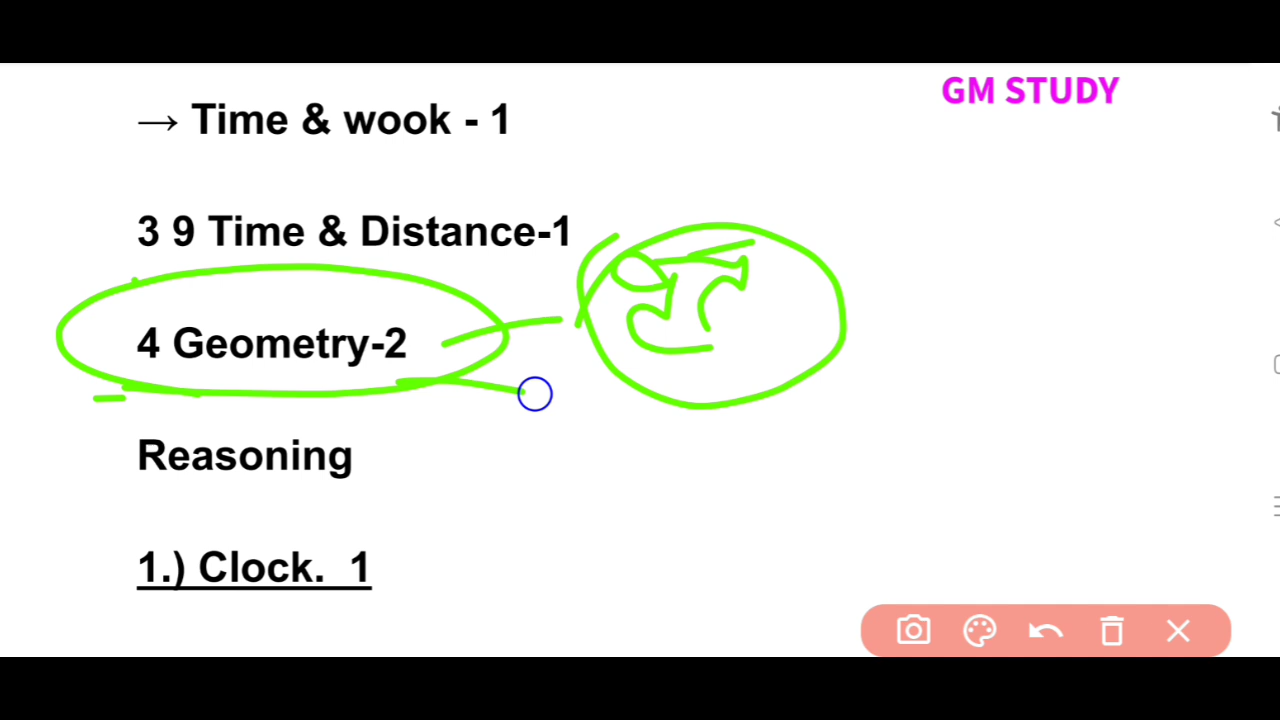 GM STUDY
→ Time & wook - 1
3 9 Time & Distance-1
4 Geometry-2
Reasoning
1.) Clock. 1